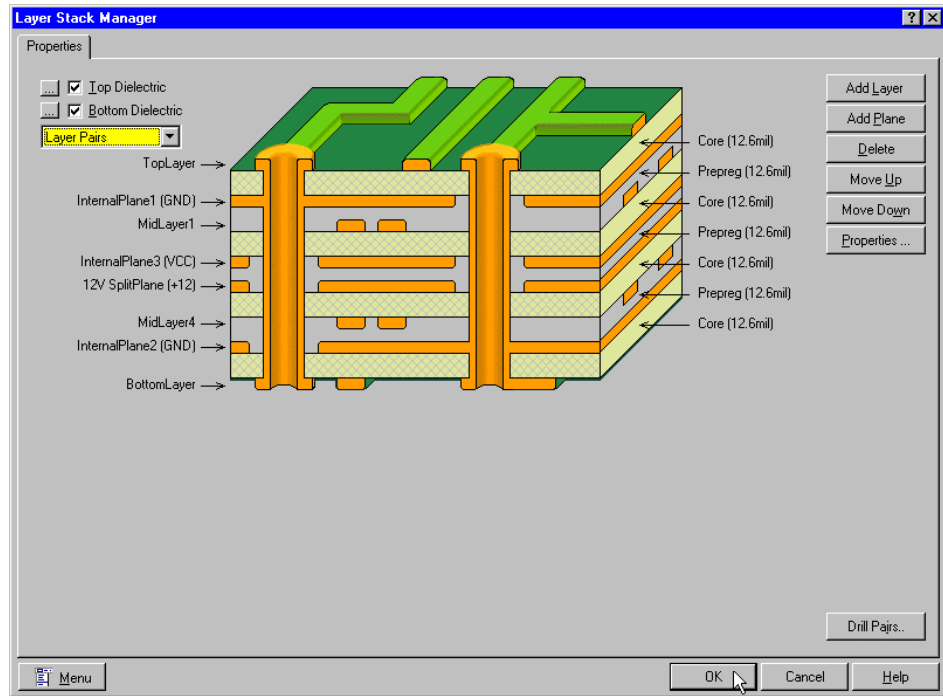 Layer Stack Manager
Properties
... Top Dielectric
... Bottom Dielectric
Layer Pairs
TopLayer
InternalPlane1 (GND)
MidLayer1
InternalPlane3 (VCC)
12V SplitPlane (+12)
MidLayer4
InternalPlane2 (GND)
BottomLayer
Core (12.6mil)
Prepreg (12.6mil)
Core (12.6mil)
Prepreg (12.6mil)
Core (12.6mil)
Prepreg (12.6mil)
Core (12.6mil)
Add Layer
Add Plane
Delete
Move Up
Move Down
Properties ...
Drill Pairs..
Menu
OK
Cancel
Help